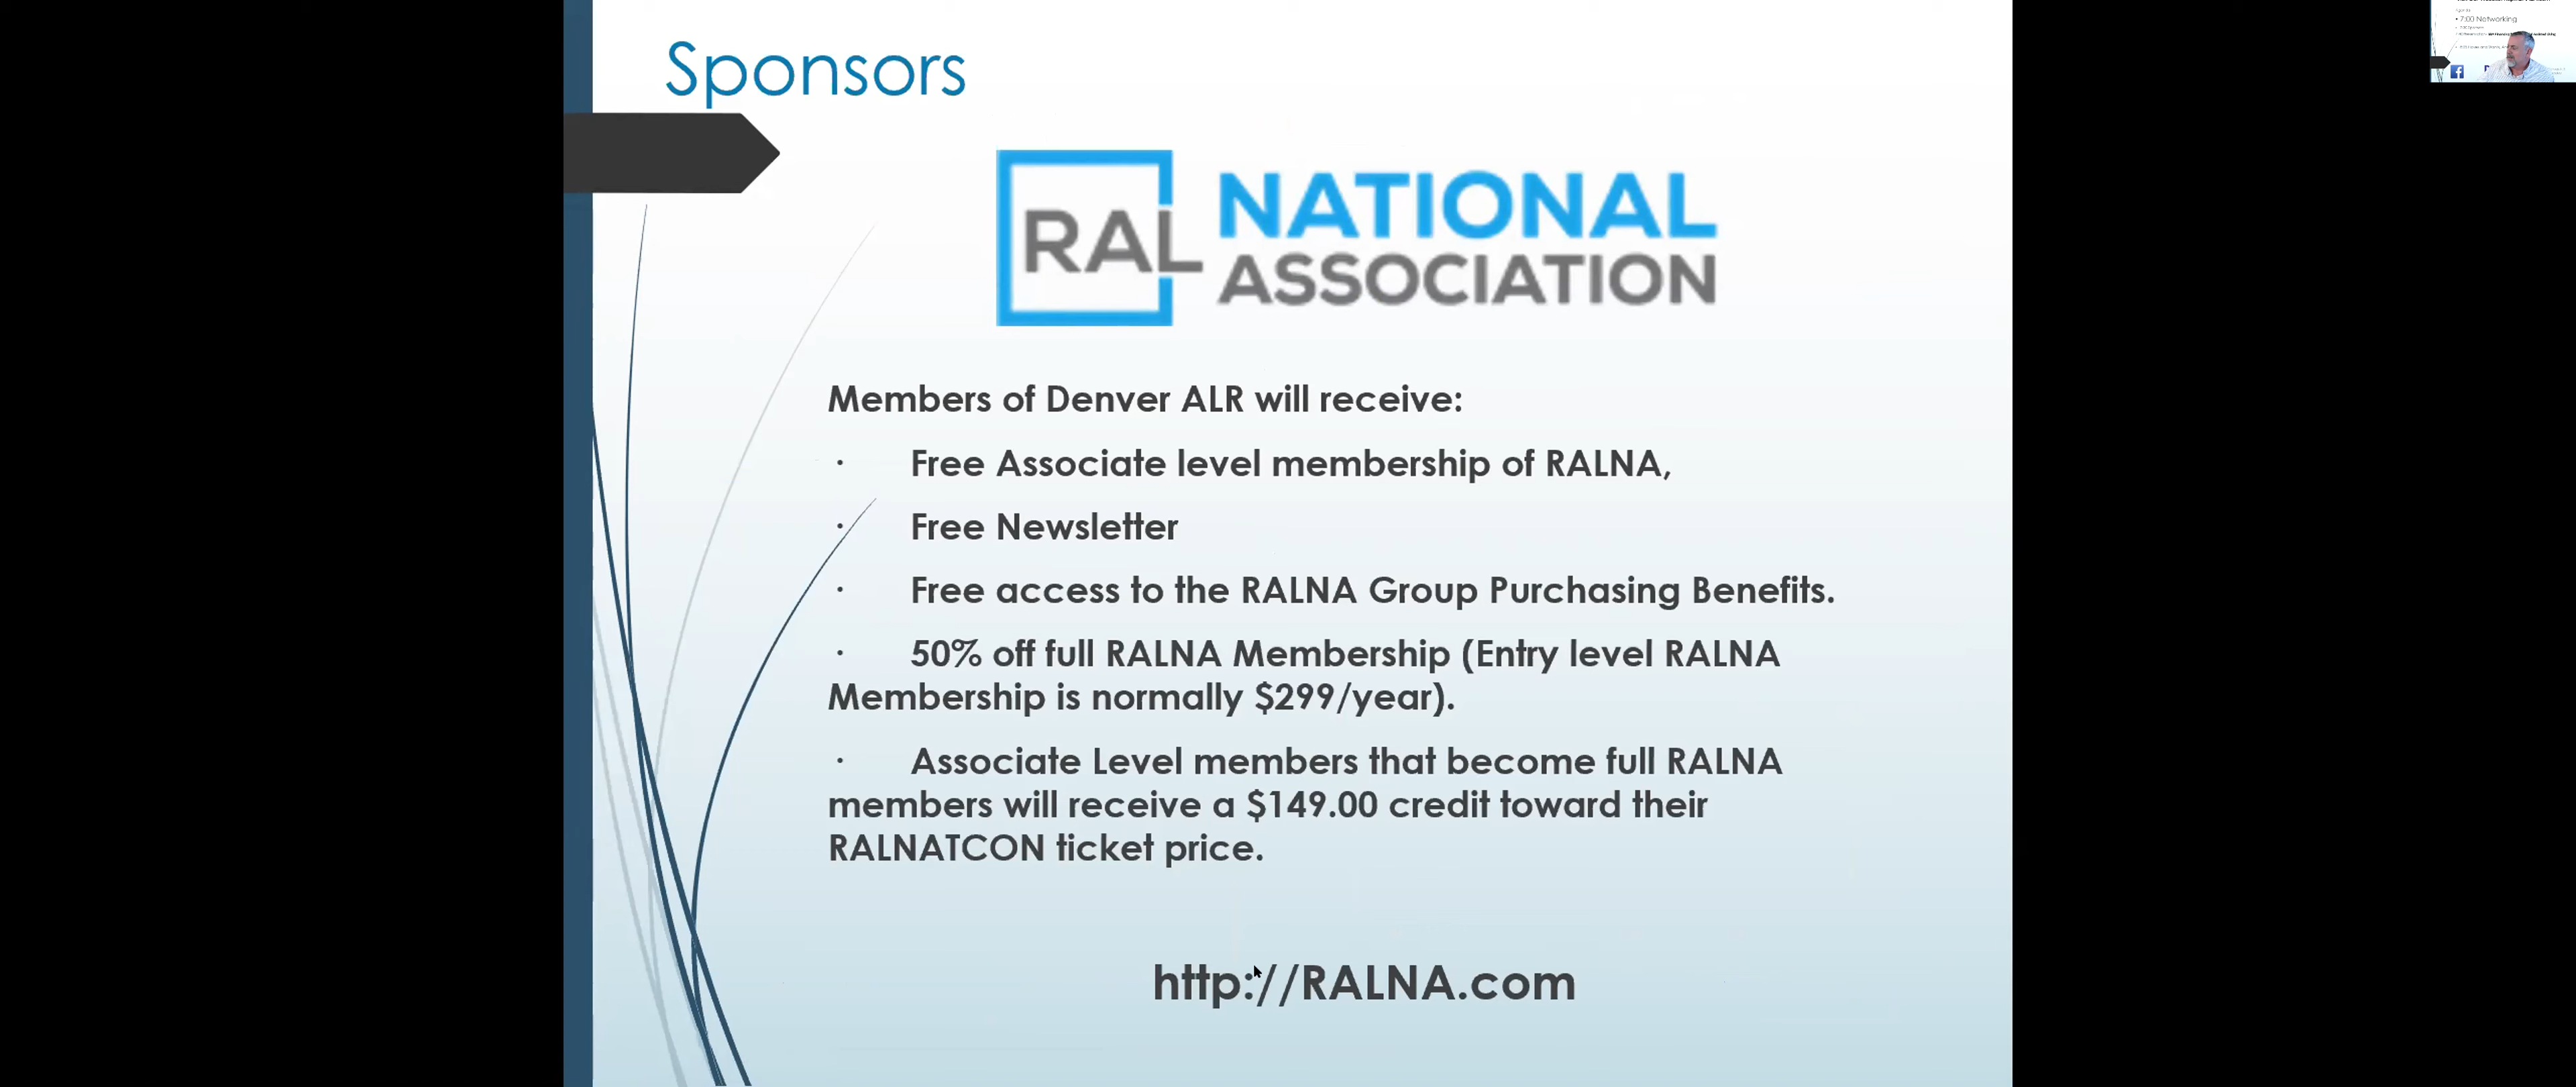 Sponsors
RAL
NATIONAL
ASSOCIATION
Members of Denver ALR will receive:
· Free Associate level membership of RALNA,
· Free Newsletter
· Free access to the RALNA Group Purchasing Benefits.
· 50% off full RALNA Membership (Entry level RALNA
Membership is normally $299/year).
· Associate Level members that become full RALNA
members will receive a $149.00 credit toward their
RALNATCON ticket price.
http://RALNA.com
• 7:00 Networking